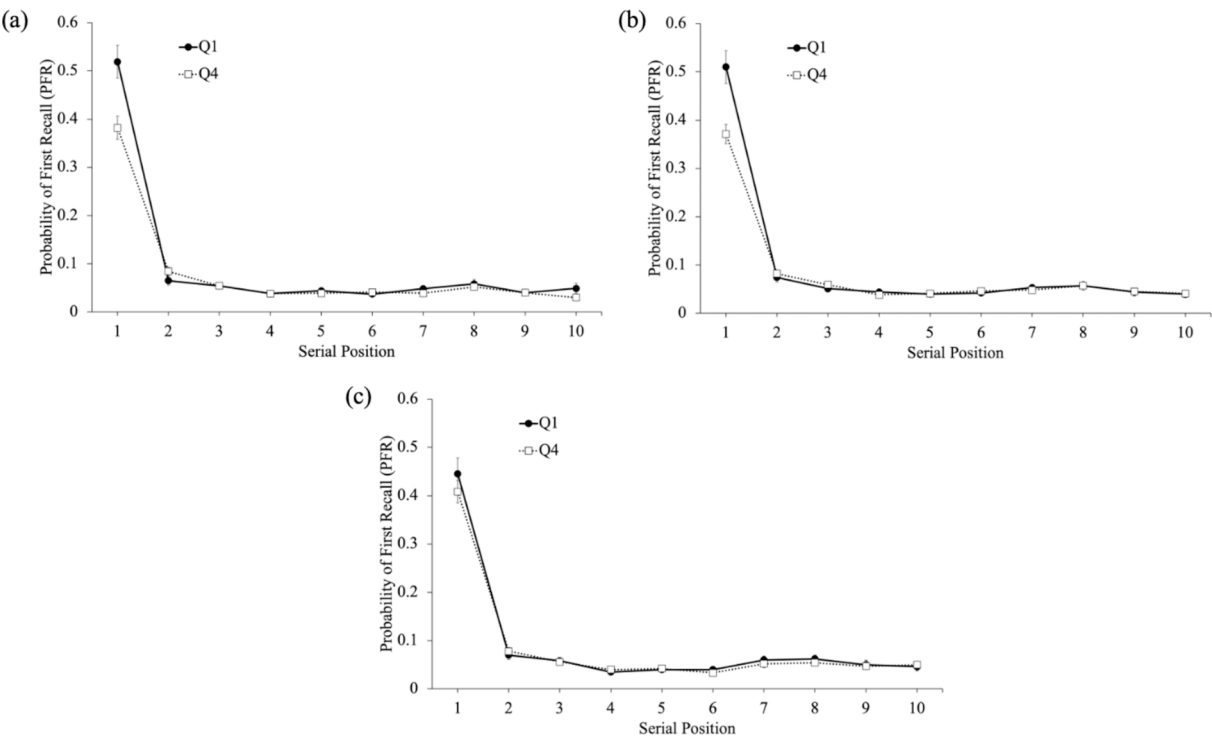 (a)
Probability of First Recall (PFR)
0.6
0.5
0.4
0.3
0.2
0.1
0
Q1
Q4
1 2 3 4 5 6 7 8 9 10
Serial Position
(b)
Probability of First Recall (PFR)
0.6
0.5
0.4
0.3
0.2
0.1
0
Q1
Q4
1 2 3 4 5 6 7 8 9 10
Serial Position
(c)
Probability of First Recall (PFR)
0.6
0.5
0.4
0.3
0.2
0.1
0
Q1
Q4
1 2 3 4 5 6 7 8 9 10
Serial Position